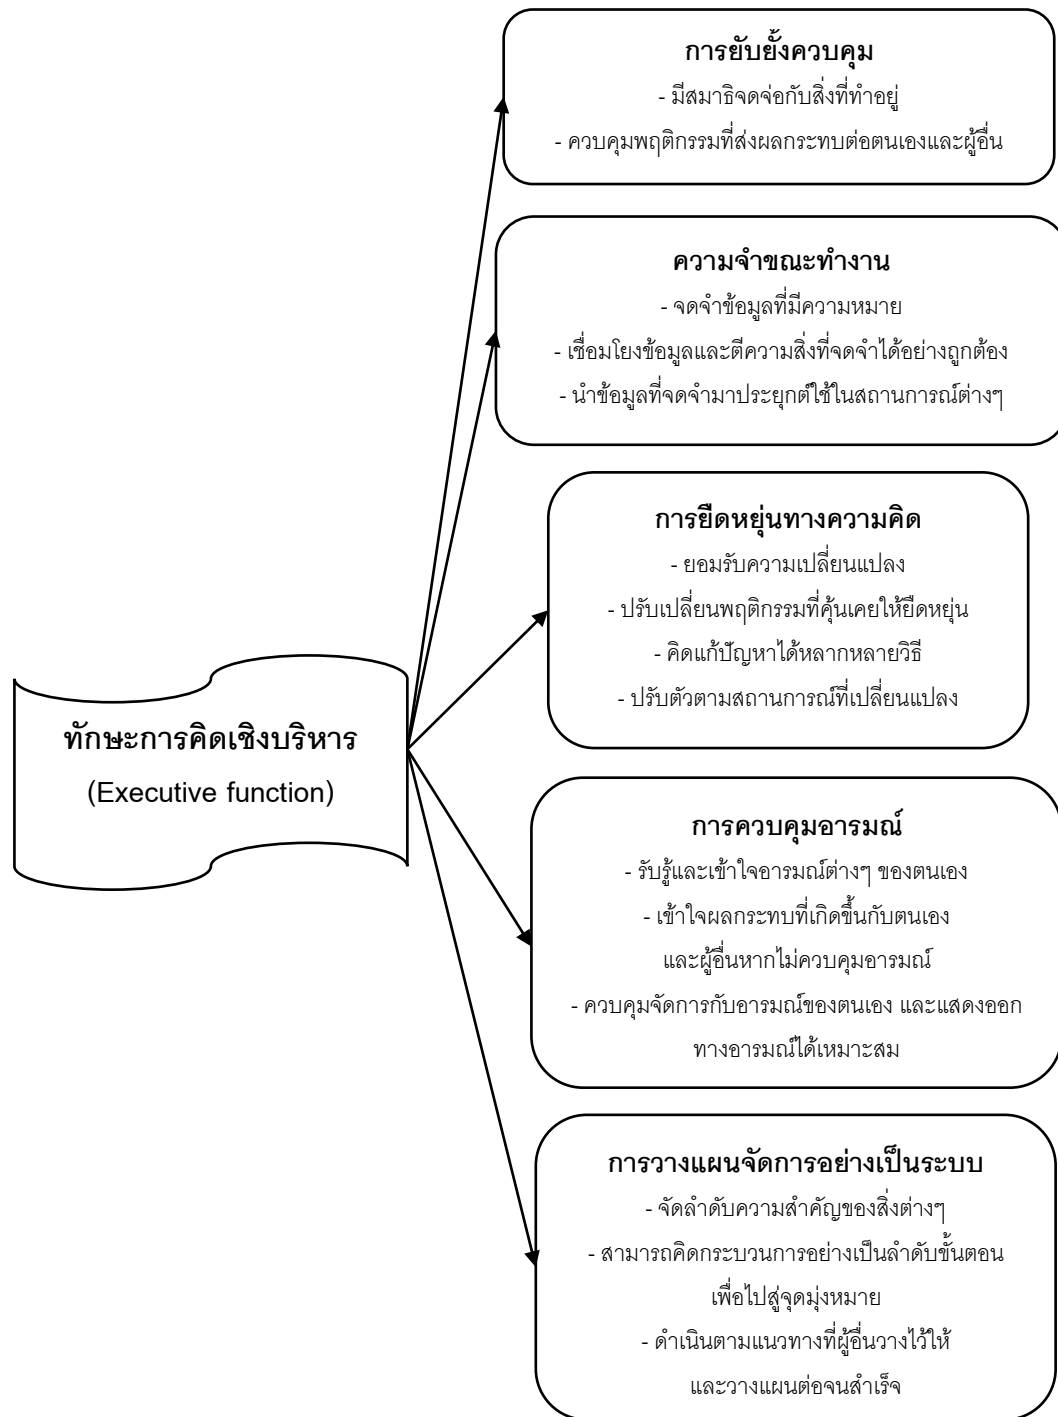 การยับยั้งควบคุม
- มีสมาธิจดจ่อกับสิ่งที่ทำอยู่
- ควบคุมพฤติกรรมที่ส่งผลกระทบต่อตนเองและผู้อื่น
ความจำขณะทำงาน
- จดจำข้อมูลที่มีความหมาย
- เชื่อมโยงข้อมูลและตีความสิ่งที่จดจำได้อย่างถูกต้อง
- นำข้อมูลที่จดจำมาประยุกต์ใช้ในสถานการณ์ต่างๆ
การยืดหยุ่นทางความคิด
- ยอมรับความเปลี่ยนแปลง
- ปรับเปลี่ยนพฤติกรรมที่คุ้นเคยให้ยืดหยุ่น
- คิดแก้ปัญหาได้หลากหลายวิธี
- ปรับตัวตามสถานการณ์ที่เปลี่ยนแปลง
ทักษะการคิดเชิงบริหาร
(Executive function)
การควบคุมอารมณ์
- รับรู้และเข้าใจอารมณ์ต่างๆ ของตนเอง
- เข้าใจผลกระทบที่เกิดขึ้นกับตนเอง
และผู้อื่นหากไม่ควบคุมอารมณ์
- ควบคุมจัดการกับอารมณ์ของตนเอง และแสดงออก
ทางอารมณ์ได้เหมาะสม
การวางแผนจัดการอย่างเป็นระบบ
- จัดลำดับความสำคัญของสิ่งต่างๆ
- สามารถคิดกระบวนการอย่างเป็นลำดับขั้นตอน
เพื่อไปสู่จุดมุ่งหมาย
- ดำเนินตามแนวทางที่ผู้อื่นวางไว้ให้
และวางแผนต่อจนสำเร็จ